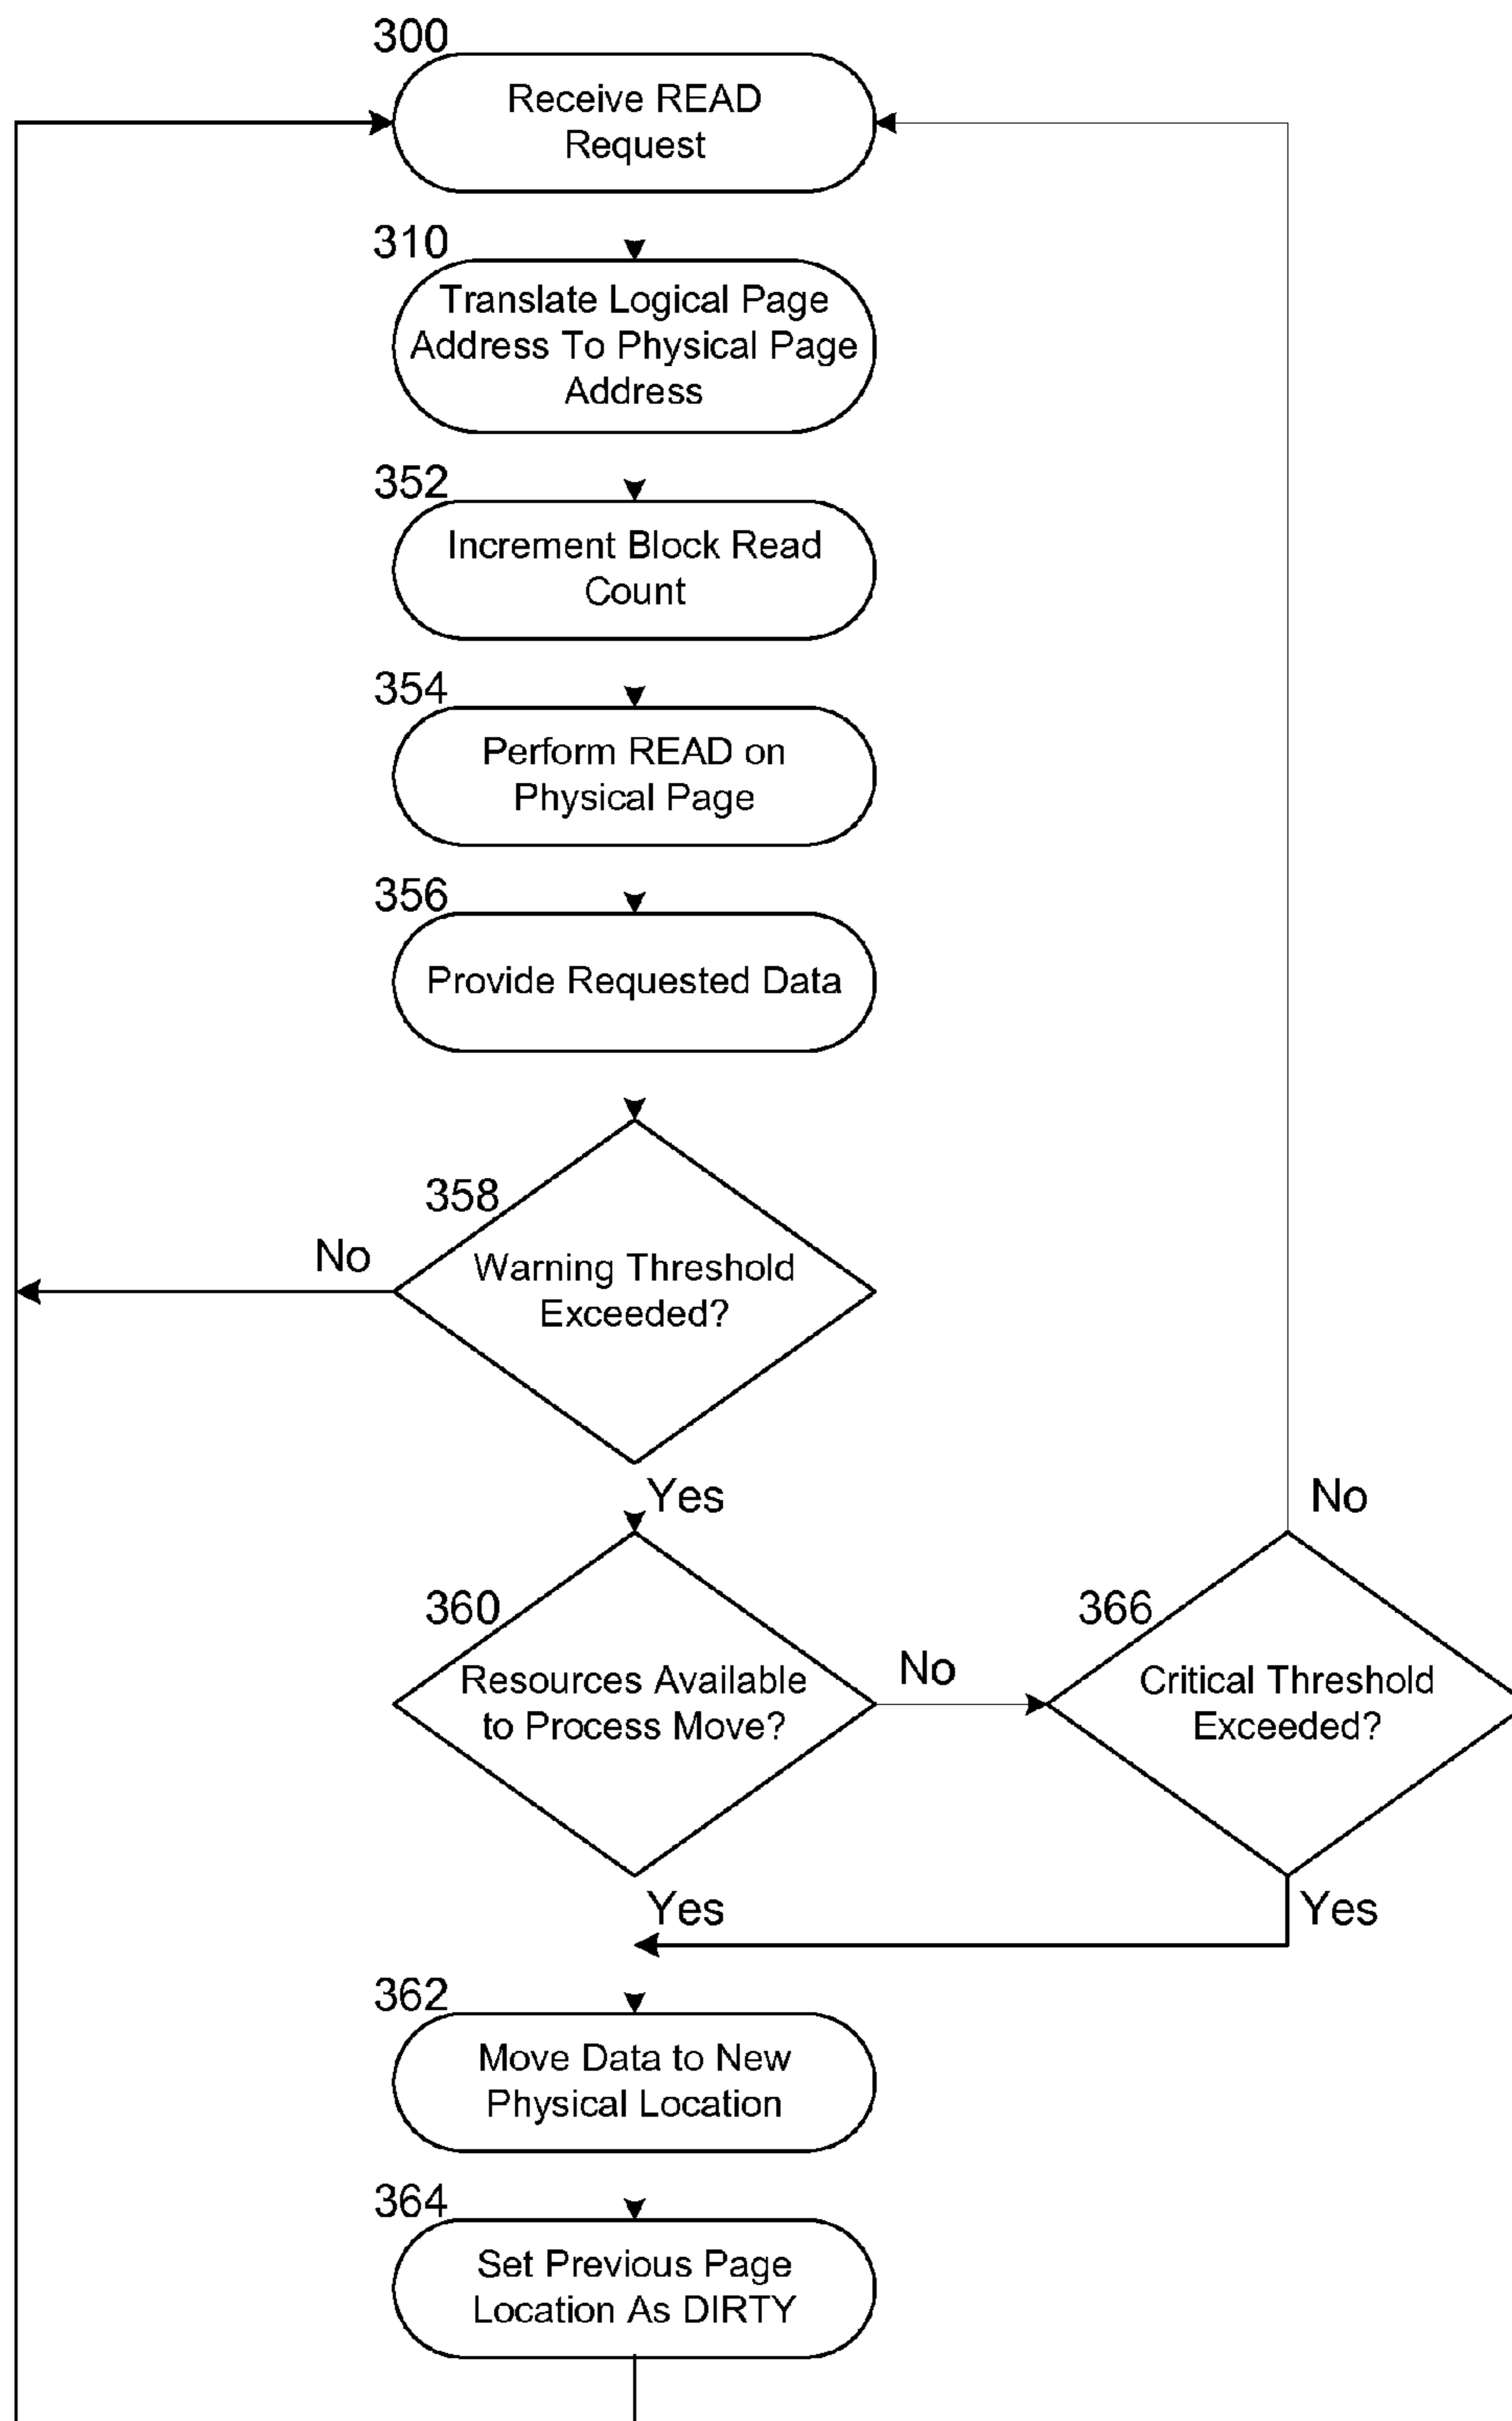 300
Receive READ
Request
310
Translate Logical Page
Address To Physical Page
Address
352
Increment Block Read
Count
354
Perform READ on
Physical Page
356
Provide Requested Data
358
No
Warning Threshold
Exceeded?
Yes
No
360
366
No
Resources Available
to Process Move?
Critical Threshold
Exceeded?
Yes
Yes
362
Move Data to New
Physical Location
364
Set Previous Page
Location As DIRTY